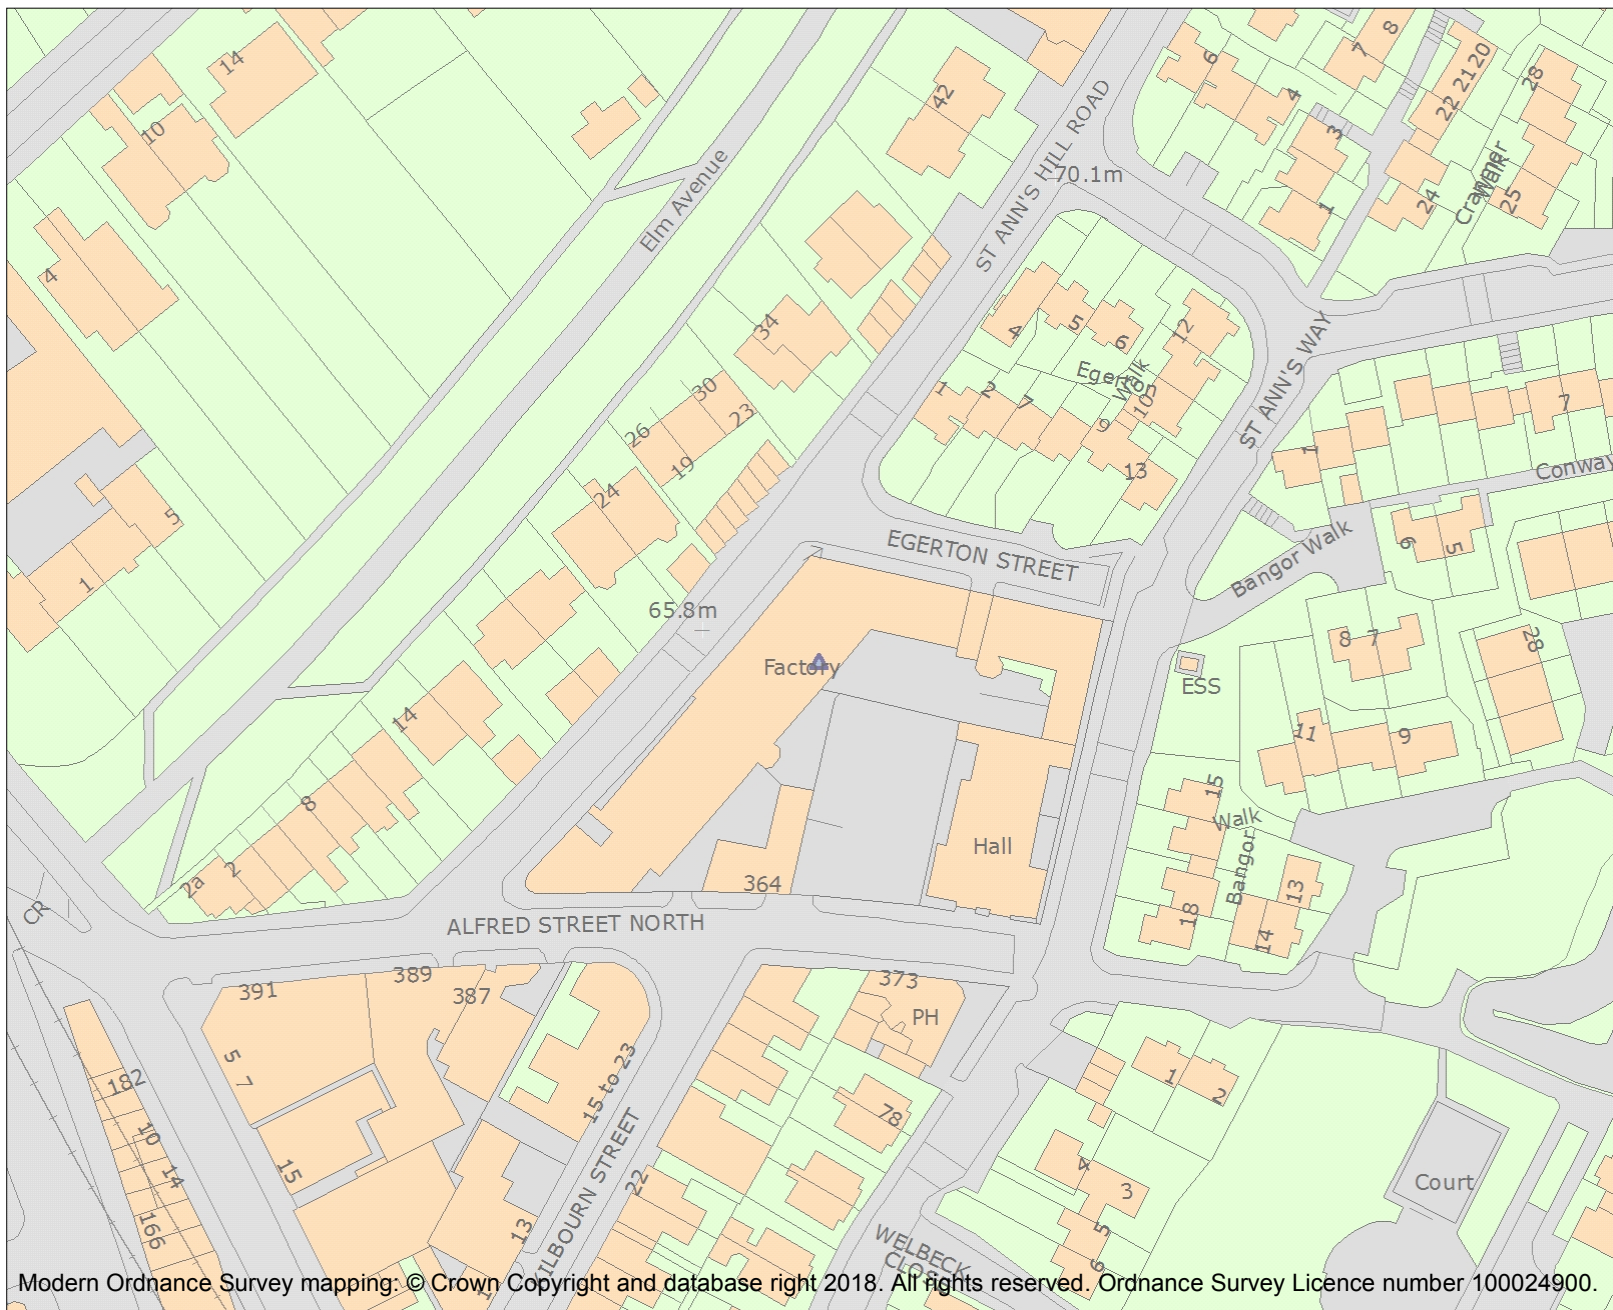 14
10
4
5
1
Elm Avenue
42
ST ANN'S HILL ROAD
70.1m
6
4
3
1
7
8
22 21 20
28
Cranmer
Walk
24
25
34
30
26
23
19
24
4
5
6
12
Egerton
Walk
1
2
7
9
10
13
ST ANN'S WAY
1
7
Conway
6
5
Bangor Walk
EGERTON STREET
65.8m
Factory
ESS
8 7
28
11
9
14
8
2
2a
15
Walk
Bangor
18
13
14
Hall
364
ALFRED STREET NORTH
CR
391
389
387
373
PH
5 7
15
182
10
14
166
15 to 23
13
22
78
1
2
4
3
5
6
Court
WELBECK
Modern Ordnance Survey mapping: © Crown Copyright and database right 2018. All rights reserved. Ordnance Survey Licence number 100024900.